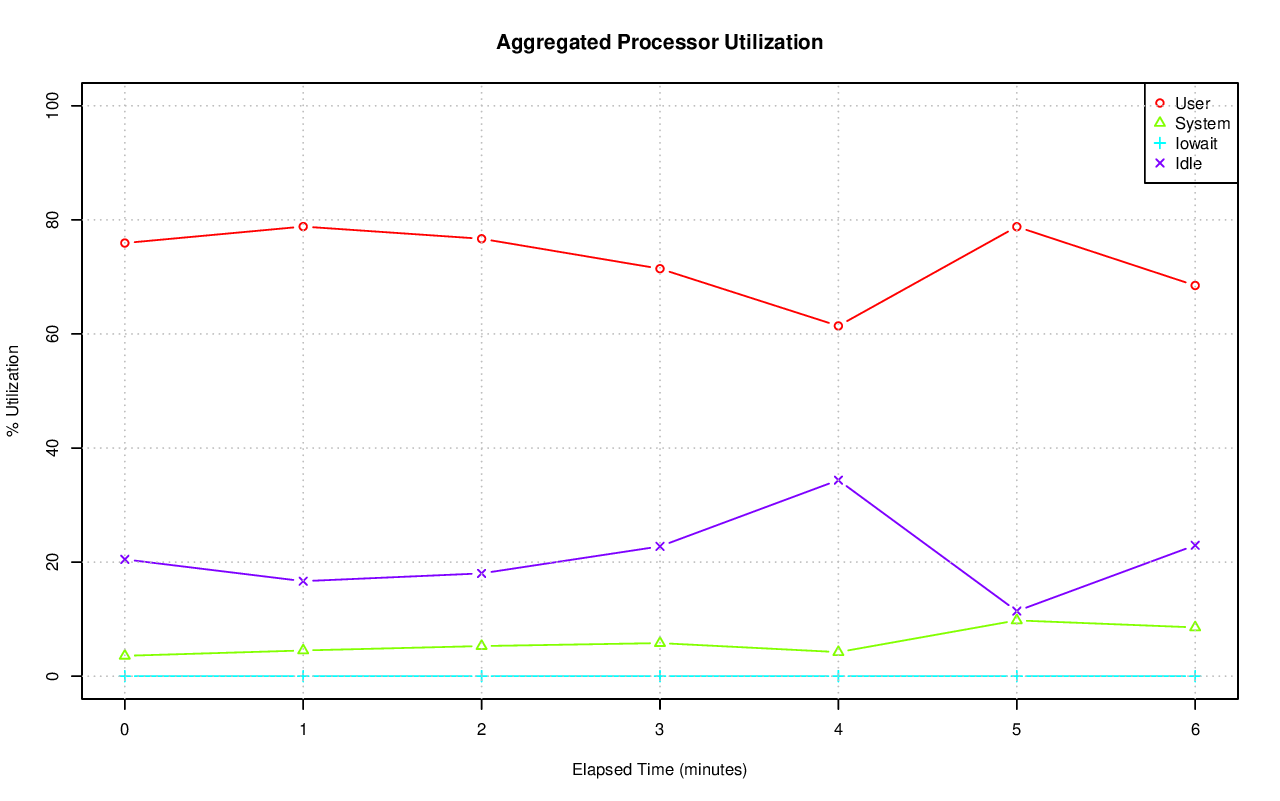 Aggregated Processor Utilization
User
System
Iowait
Idle
% Utilization
100
80
60
40
20
0
0 1 2 3 4 5 6
Elapsed Time (minutes)